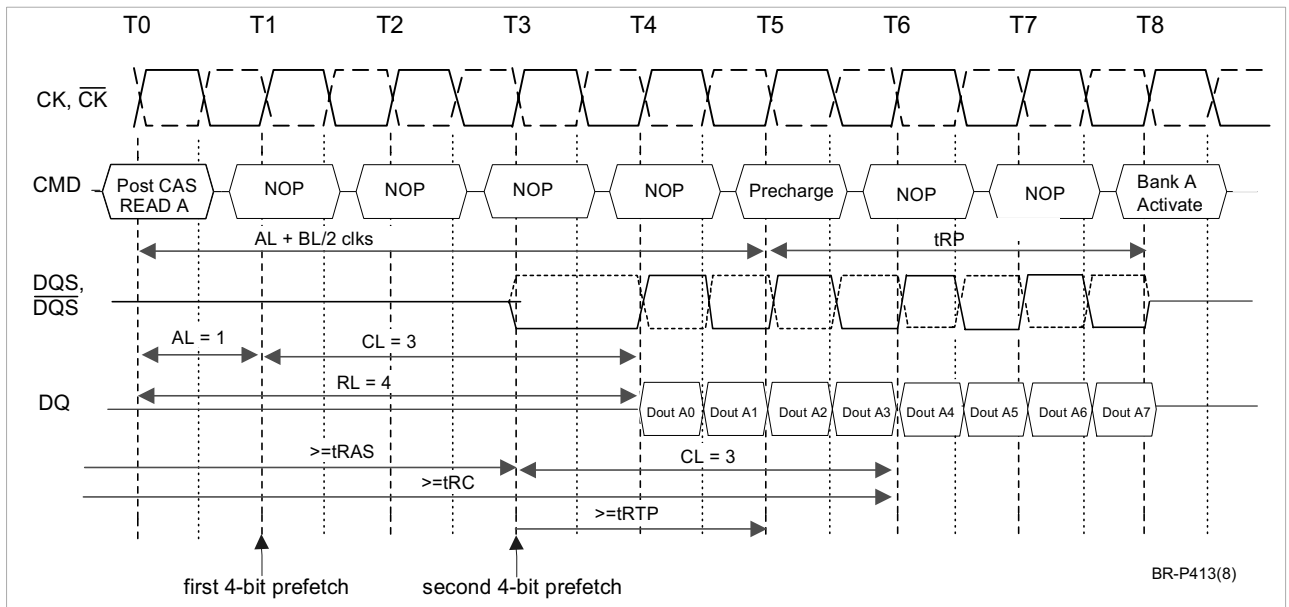 T0 T1 T2 T3 T4 T5 T6 T7 T8
CK, CK
CMD
Post CAS
READ A
NOP
NOP
NOP
NOP
Precharge
NOP
NOP
Bank A
Activate
AL + BL/2 clks
tRP
DQS,
DQS
AL = 1
CL = 3
RL = 4
DQ
Dout A0 Dout A1 Dout A2 Dout A3 Dout A4 Dout A5 Dout A6 Dout A7
>=tRAS
CL = 3
>=tRC
>=tRTP
first 4-bit prefetch
second 4-bit prefetch
BR-P413(8)